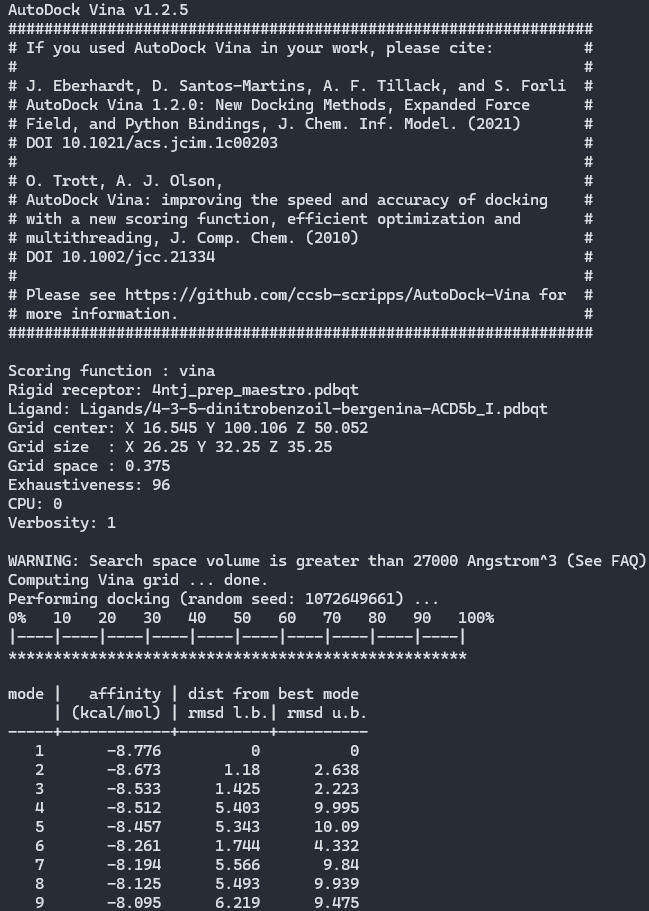 AutoDock Vina v1.2.5
#################################################################
# If you used AutoDock Vina in your work, please cite:          #
#                                                               #
# J. Eberhardt, D. Santos-Martins, A. F. Tillack, and S. Forli  #
# AutoDock Vina 1.2.0: New Docking Methods, Expanded Force      #
# Field, and Python Bindings, J. Chem. Inf. Model. (2021)       #
# DOI 10.1021/acs.jcim.1c00203                                  #
#                                                               #
# O. Trott, A. J. Olson,                                        #
# AutoDock Vina: improving the speed and accuracy of docking    #
# with a new scoring function, efficient optimization and       #
# multithreading, J. Comp. Chem. (2010)                         #
# DOI 10.1002/jcc.21334                                         #
#                                                               #
# Please see https://github.com/ccsb-scripps/AutoDock-Vina for  #
# more information.                                             #
#################################################################
Scoring function : vina
Rigid receptor: 4ntj_prep_maestro.pdbqt
Ligand: Ligands/4-3-5-dinitrobenzoil-bergenina-ACD5b_I.pdbqt
Grid center: X 16.545 Y 100.106 Z 50.052
Grid size  : X 26.25 Y 32.25 Z 35.25
Grid space : 0.375
Exhaustiveness: 96
CPU: 0
Verbosity: 1
WARNING: Search space volume is greater than 27000 Angstrom^3 (See FAQ)
Computing Vina grid ... done.
Performing docking (random seed: 1072649661) ...
0%   10   20   30   40   50   60   70   80   90   100%
|----|----|----|----|----|----|----|----|----|----|
***************************************************
mode |   affinity | dist from best mode
     | (kcal/mol) | rmsd l.b.| rmsd u.b.
-----+------------+----------+----------
   1       -8.776          0          0
   2       -8.673       1.18      2.638
   3       -8.533      1.425      2.223
   4       -8.512      5.403      9.995
   5       -8.457      5.343      10.09
   6       -8.261      1.744      4.332
   7       -8.194      5.566       9.84
   8       -8.125      5.493      9.939
   9       -8.095      6.219      9.475